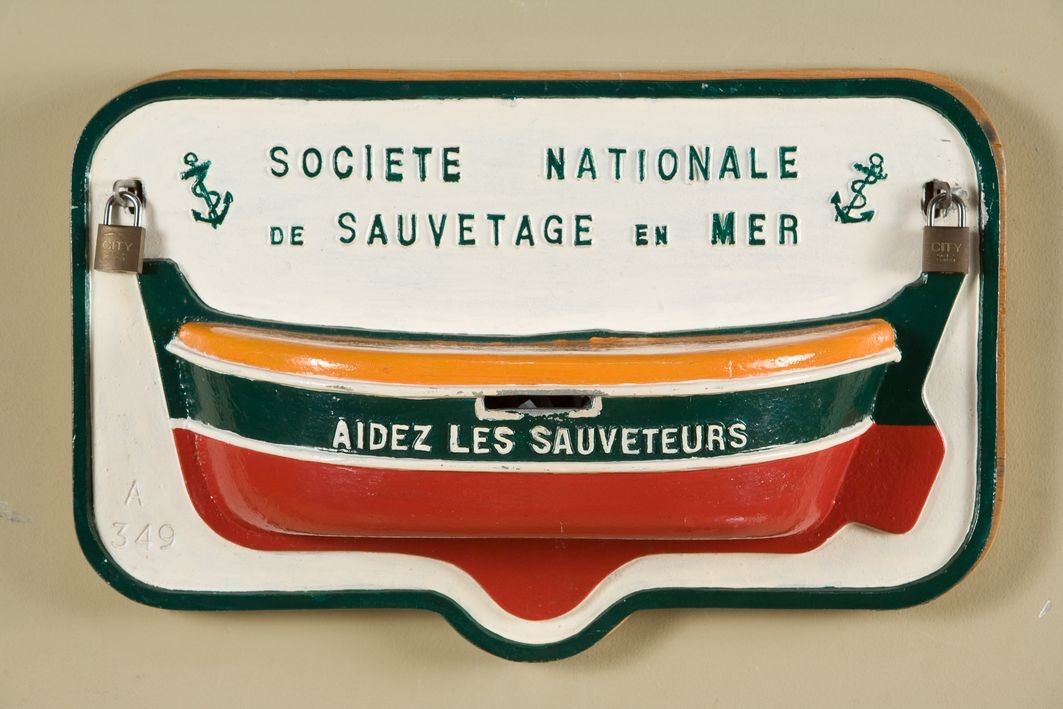 SOCIETE NATIONALE
DE SAUVETAGE EN MER
CITY
CITY
AIDEZ LES SAUVETEURS
A
349